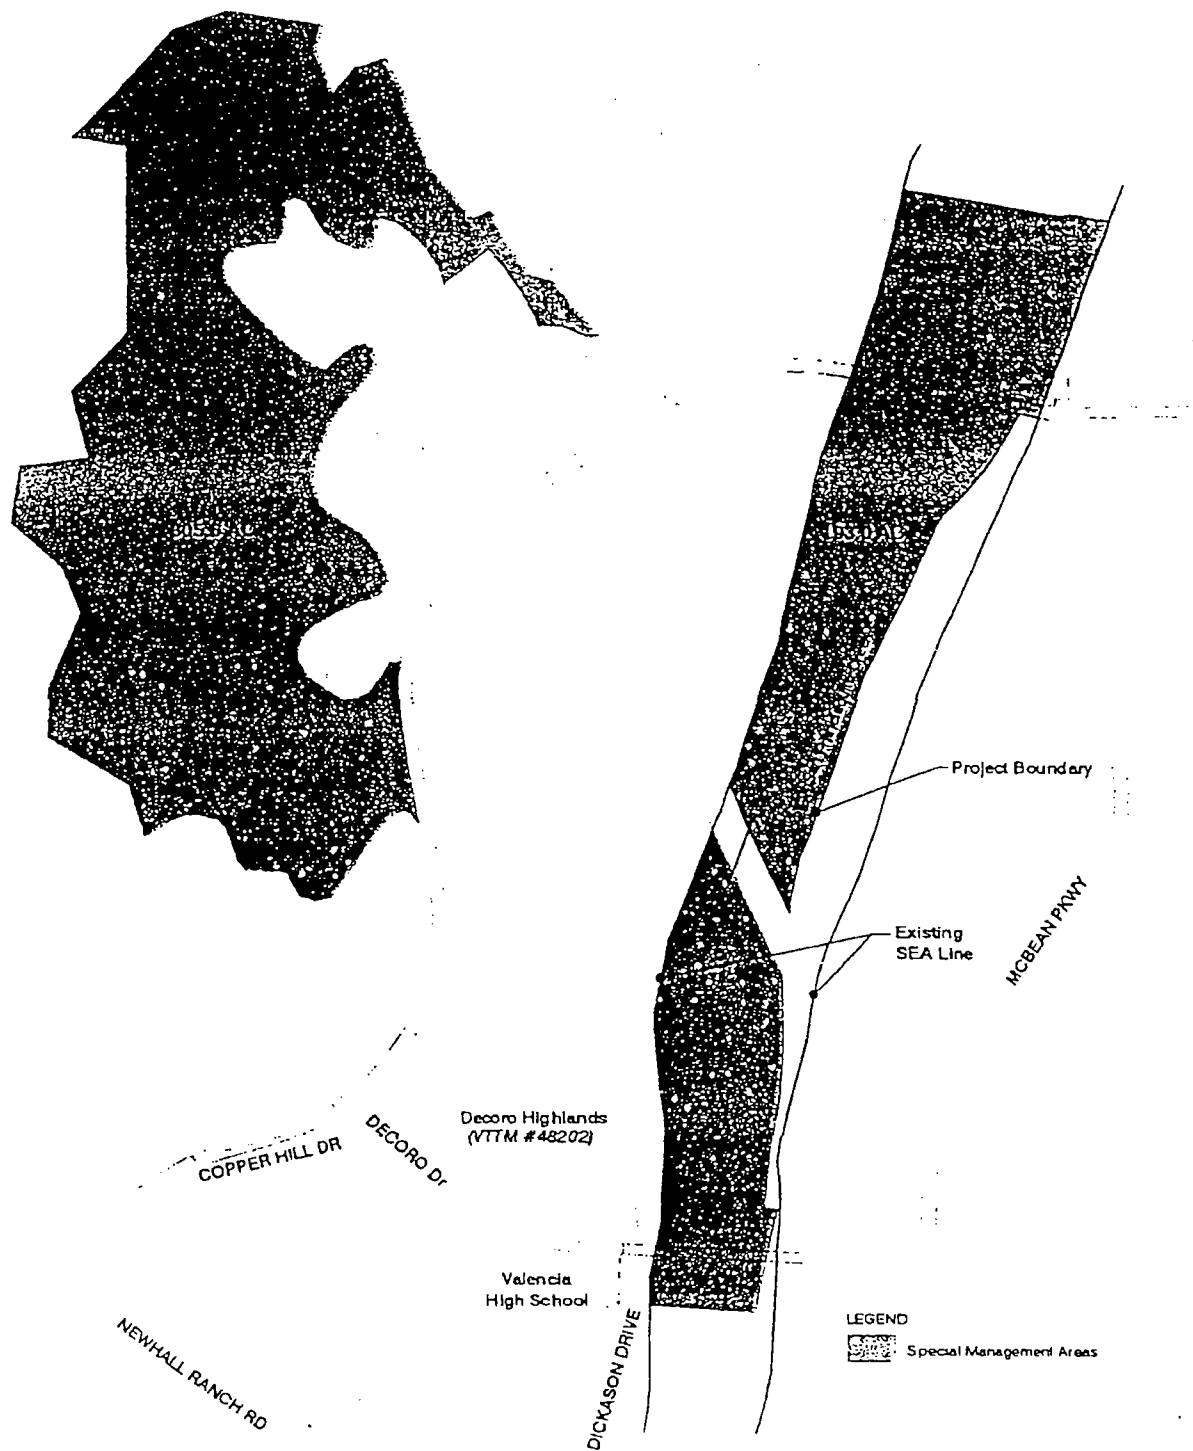 Project Boundary
Existing
SEA Line
MCBEAN PKWY
Decoro Highlands
(VTTM #48202)
COPPER HILL DR
DECORO Dr
Valencia
High School
NEWHALL RANCH RD
DICKASON DRIVE
LEGEND
Special Management Areas